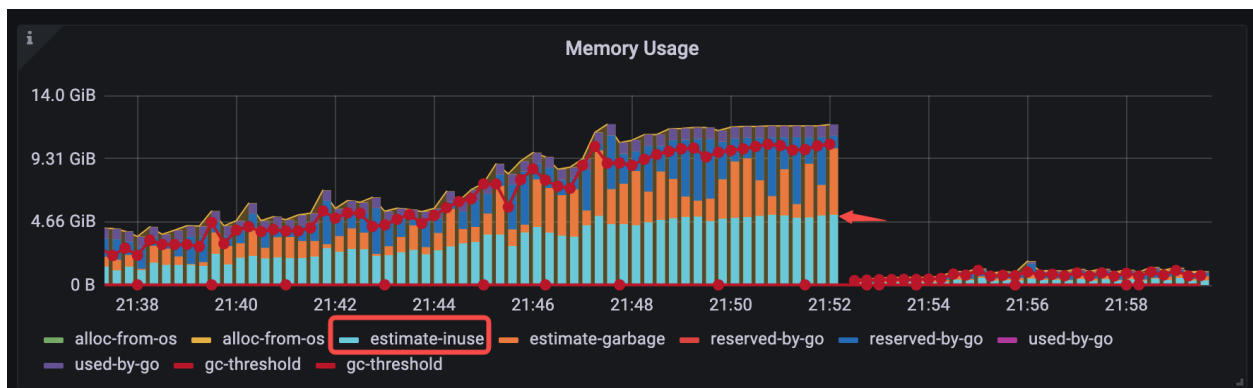 i
Memory Usage
14.0 GiB
9.31 GiB
4.66 GiB
0 B
21:38 21:40 21:42 21:44 21:46 21:48 21:50 21:52 21:54 21:56 21:58
alloc-from-os alloc-from-os estimate-inuse estimate-garbage reserved-by-go reserved-by-go used-by-go
used-by-go gc-threshold gc-threshold